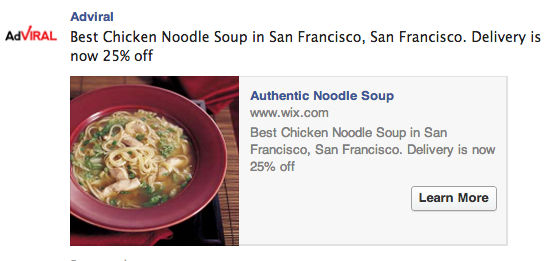 Adviral
ADVIRAL
Best Chicken Noodle Soup in San Francisco, San Francisco. Delivery is
now 25% off
Authentic Noodle Soup
www.wix.com
Best Chicken Noodle Soup in San
Francisco, San Francisco. Delivery is now
25% off
Learn More